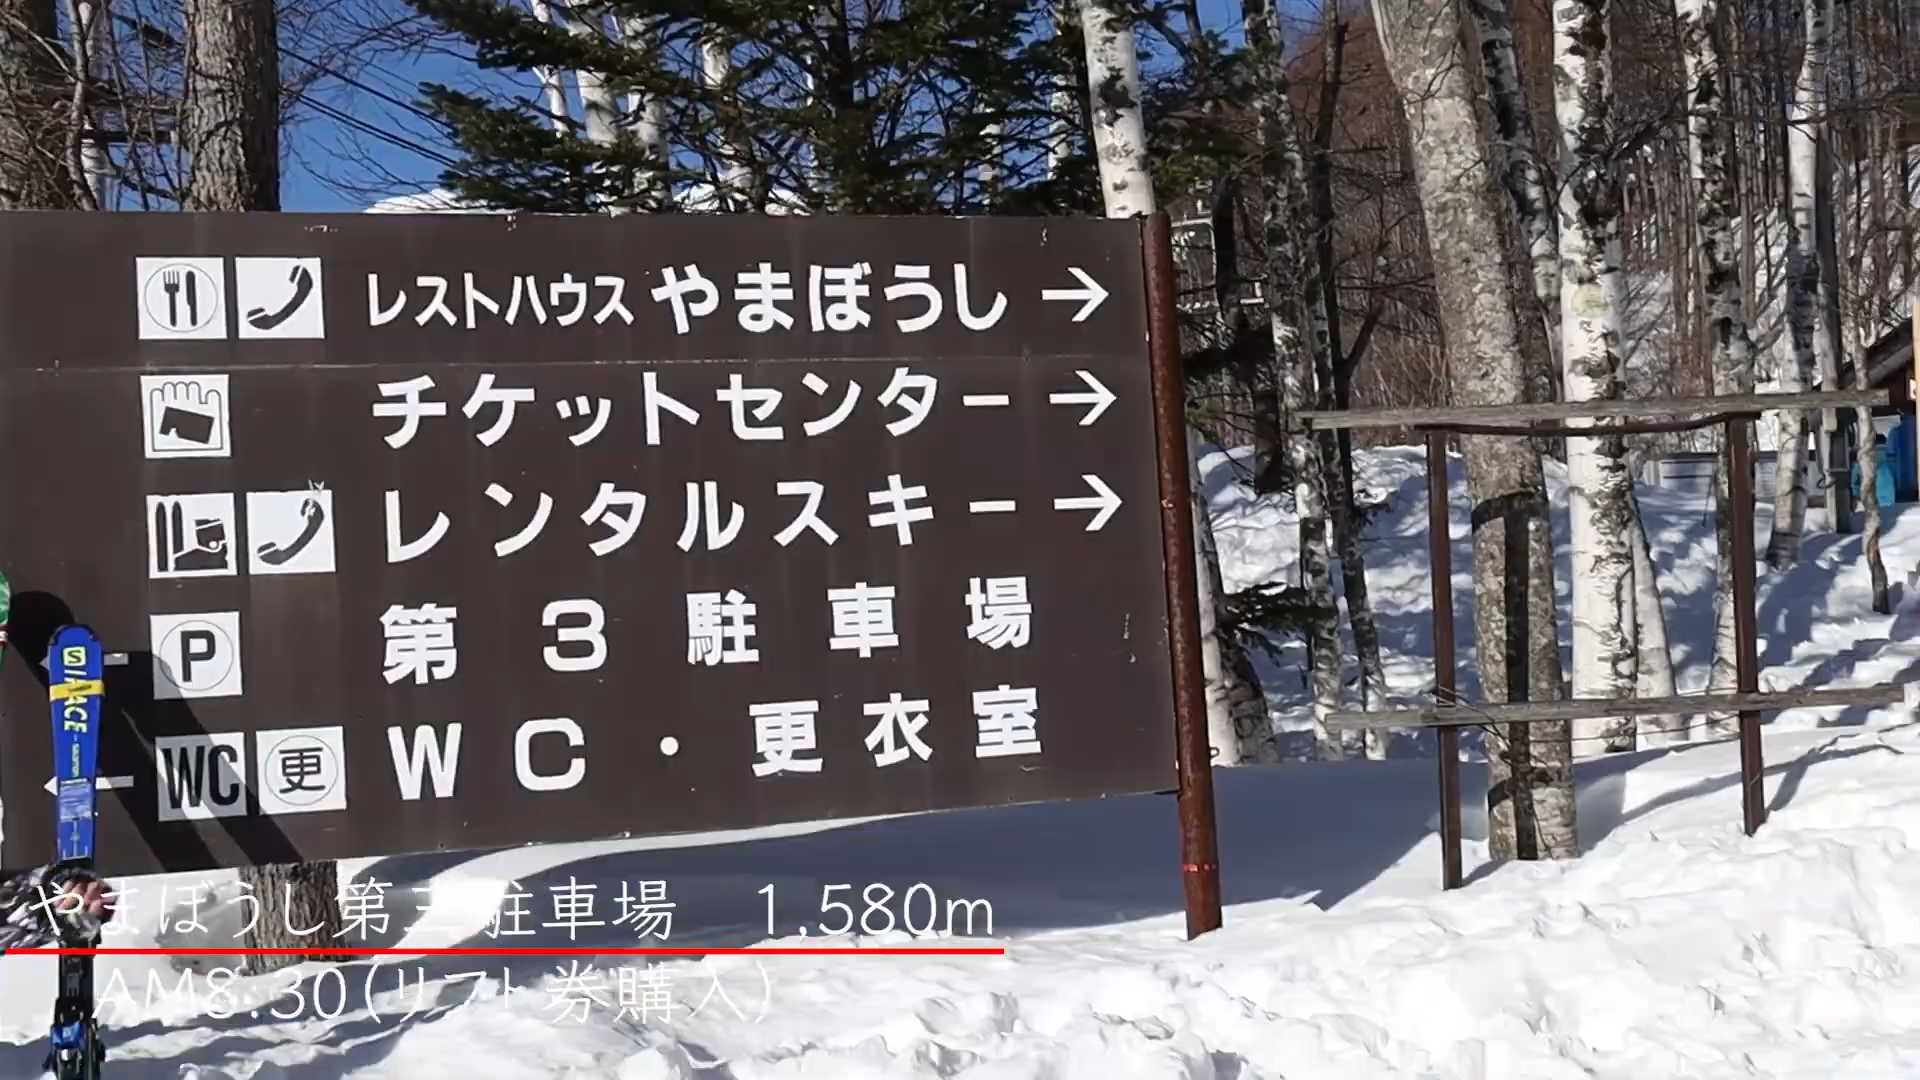 レストハウス やまぼうし →
チケットセンター →
レンタルスキー →
P 第3駐車場
← WC 更 WC・更衣室
S/RACE
やまぼうし第三駐車場 1,580m
AM8:30(リフト券購入)